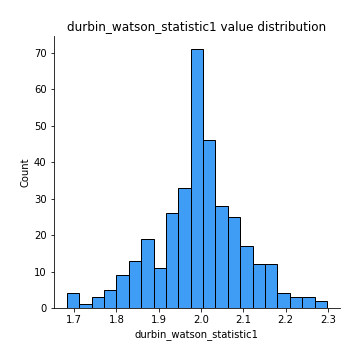 durbin_watson_statistic1 value distribution
70
60
50
40
30
20
10
0
Count
1.7 1.8 1.9 2.0 2.1 2.2 2.3
durbin_watson_statistic1